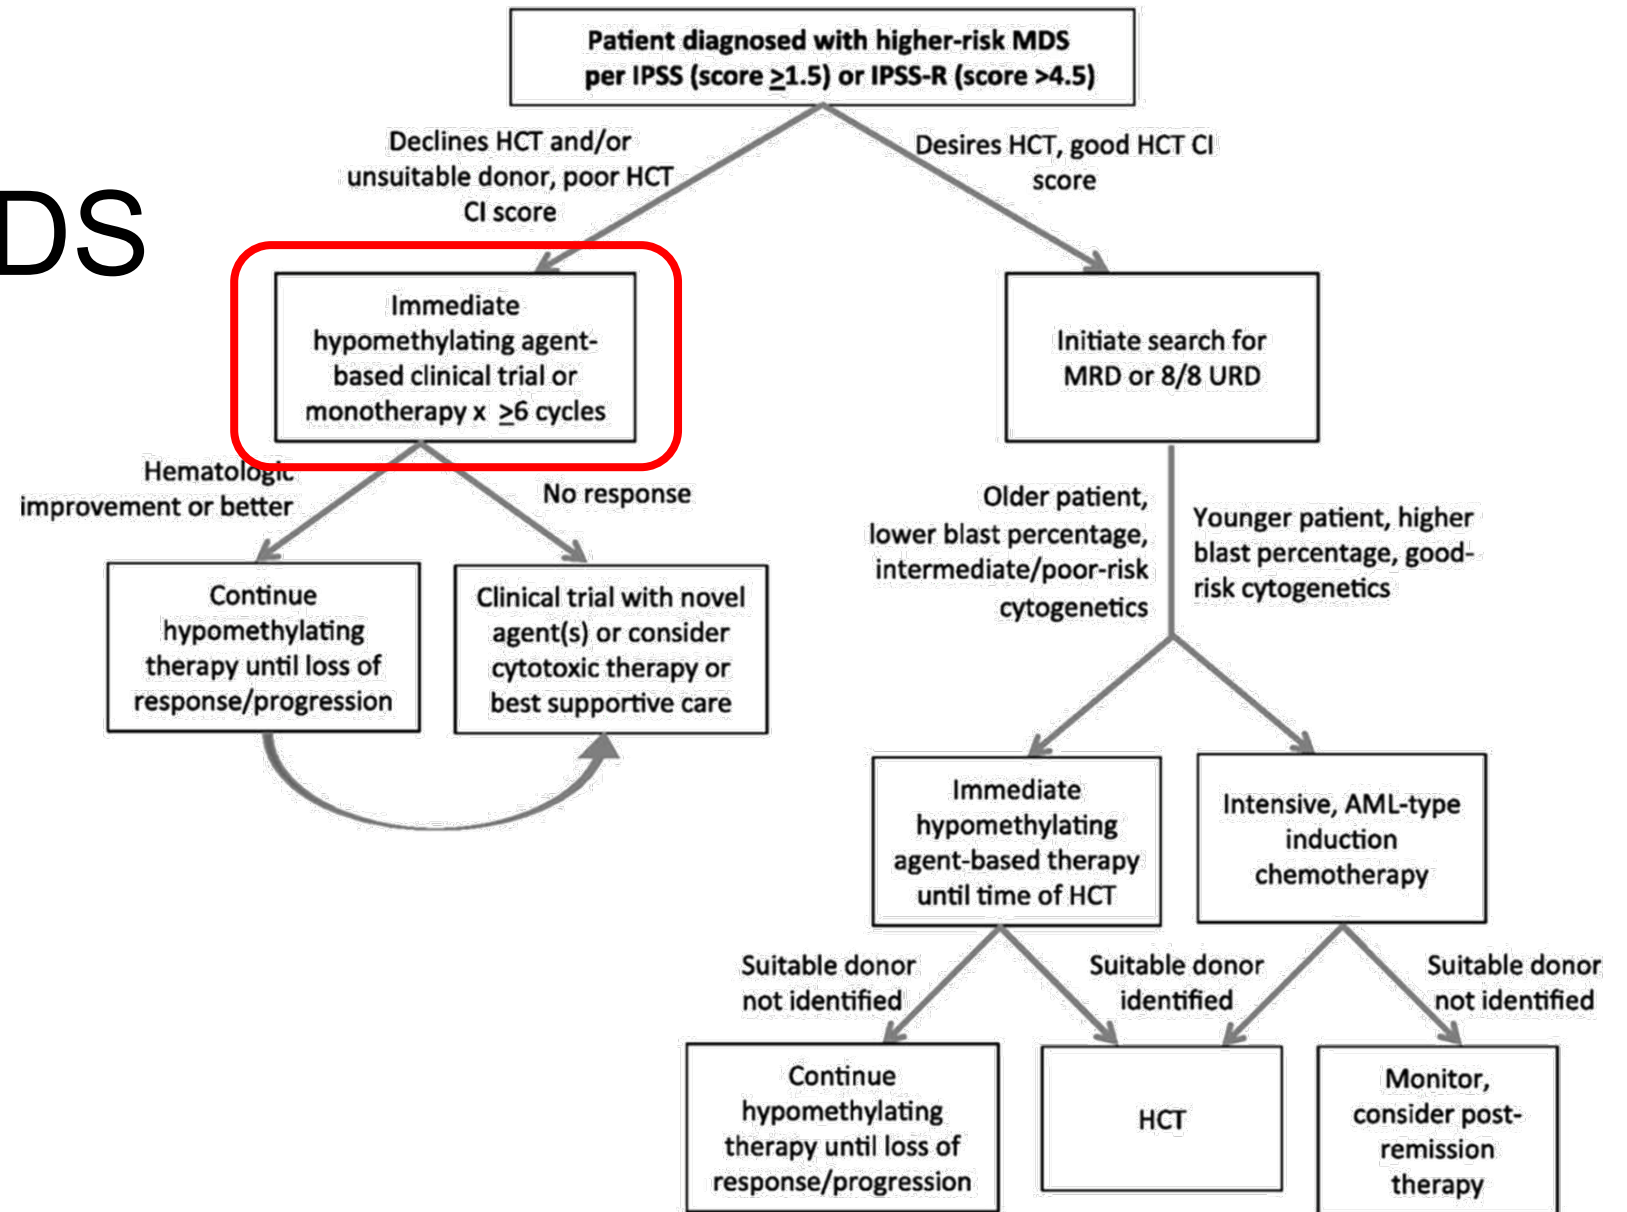 Patient diagnosed with higher-risk MDS
per IPSS (score ≥1.5) or IPSS-R (score >4.5)
Declines HCT and/or
unsuitable donor, poor HCT
CI score
Desires HCT, good HCT CI
score
DS
Immediate
hypomethylating agent-
based clinical trial or
monotherapy x ≥6 cycles
Initiate search for
MRD or 8/8 URD
Hematologic
improvement or better
No response
Older patient,
lower blast percentage,
intermediate/poor-risk
cytogenetics
Younger patient, higher
blast percentage, good-
risk cytogenetics
Continue
hypomethylating
therapy until loss of
response/progression
Clinical trial with novel
agent(s) or consider
cytotoxic therapy or
best supportive care
Immediate
hypomethylating
agent-based therapy
until time of HCT
Intensive, AML-type
induction
chemotherapy
Suitable donor
not identified
Suitable donor
identified
Suitable donor
not identified
Continue
hypomethylating
therapy until loss of
response/progression
HCT
Monitor,
consider post-
remission
therapy